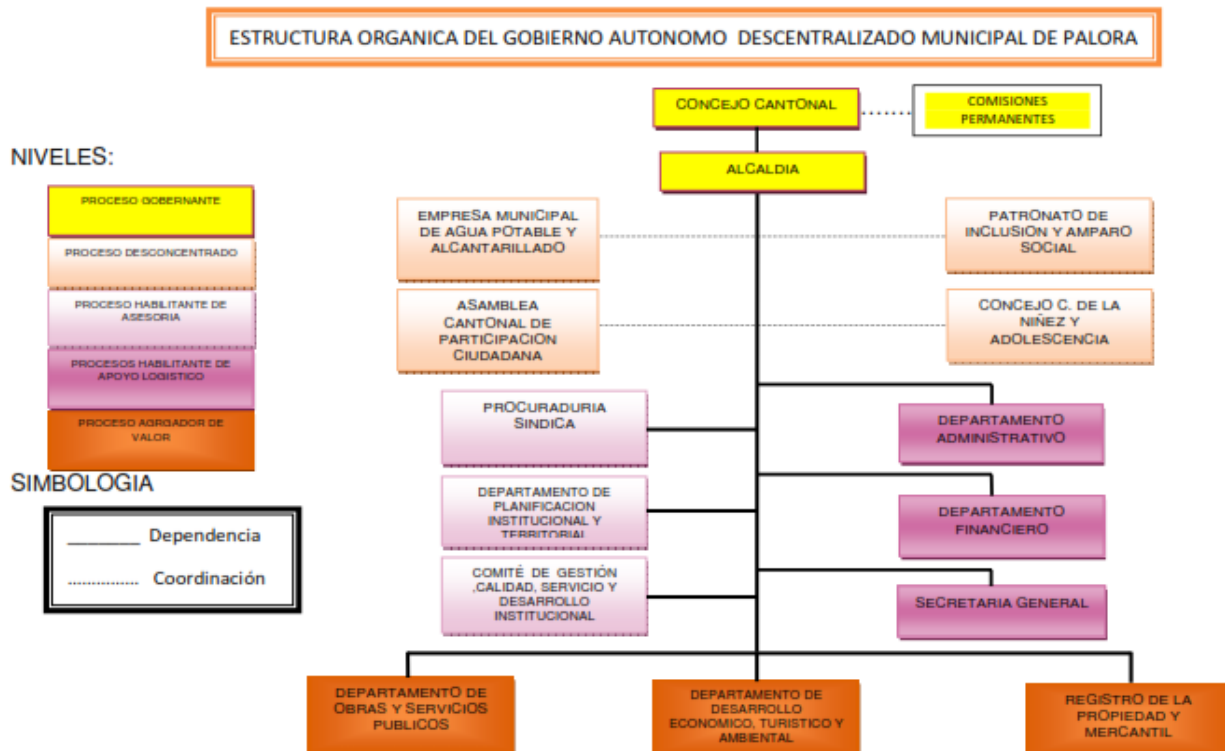 ESTRUCTURA ORGANICA DEL GOBIERNO AUTONOMO DESCENTRALIZADO MUNICIPAL DE PALORA
CONCEJO CANTONAL
COMISIONES
PERMANENTES
ALCALDIA
NIVELES:
PROCESO GOBERNANTE
PROCESO DESCONCENTRADO
PROCESO HABILITANTE DE
ASESORIA
PROCESOS HABILITANTE DE
APOYO LOGISTICO
PROCESO AGRGADOR DE
VALOR
SIMBOLOGIA
Dependencia
Coordinación
EMPRESA MUNICIPAL
DE AGUA POTABLE Y
ALCANTARILLADO
PATRONATO DE
INCLUSION Y AMPARO
SOCIAL
ASAMBLEA
CANTONAL DE
PARTICIPACION
CIUDADANA
CONCEJO C. DE LA
NIÑEZ Y
ADOLESCENCIA
PROCURADURIA
SINDICA
DEPARTAMENTO
ADMINISTRATIVO
DEPARTAMENTO DE
PLANIFICACION
INSTITUCIONAL Y
TERRITORIAL
DEPARTAMENTO
FINANCIERO
COMITÉ DE GESTIÓN
,CALIDAD, SERVICIO Y
DESARROLLO
INSTITUCIONAL
SECRETARIA GENERAL
DEPARTAMENTO DE
OBRAS Y SERVICIOS
PUBLICOS
DEPARTAMENTO DE
DESARROLLO
ECONOMICO, TURISTICO Y
AMBIENTAL
REGISTRO DE LA
PROPIEDAD Y
MERCANTIL